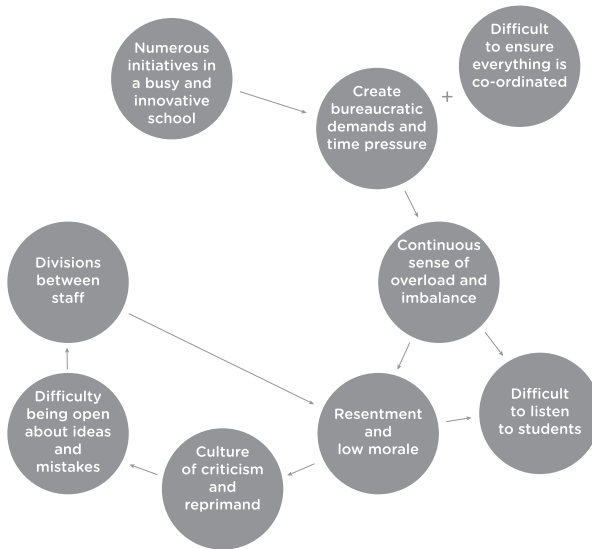 Numerous
initiatives in
a busy and
innovative
school
Create
bureaucratic
demands and
time pressure
+
Difficult
to ensure
everything is
co-ordinated
Continuous
sense of
overload and
imbalance
Divisions
between
staff
Difficulty
being open
about ideas
and
mistakes
Culture
of criticism
and
reprimand
Resentment
and
low morale
Difficult
to listen
to students